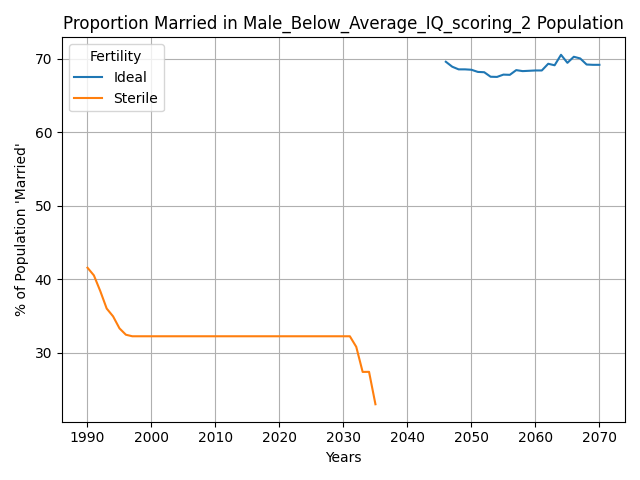 Proportion Married in Male_Below_Average_IQ_scoring_2 Population
Fertility
Ideal
Sterile
% of Population 'Married'
70
60
50
40
30
1990 2000 2010 2020 2030 2040 2050 2060 2070
Years